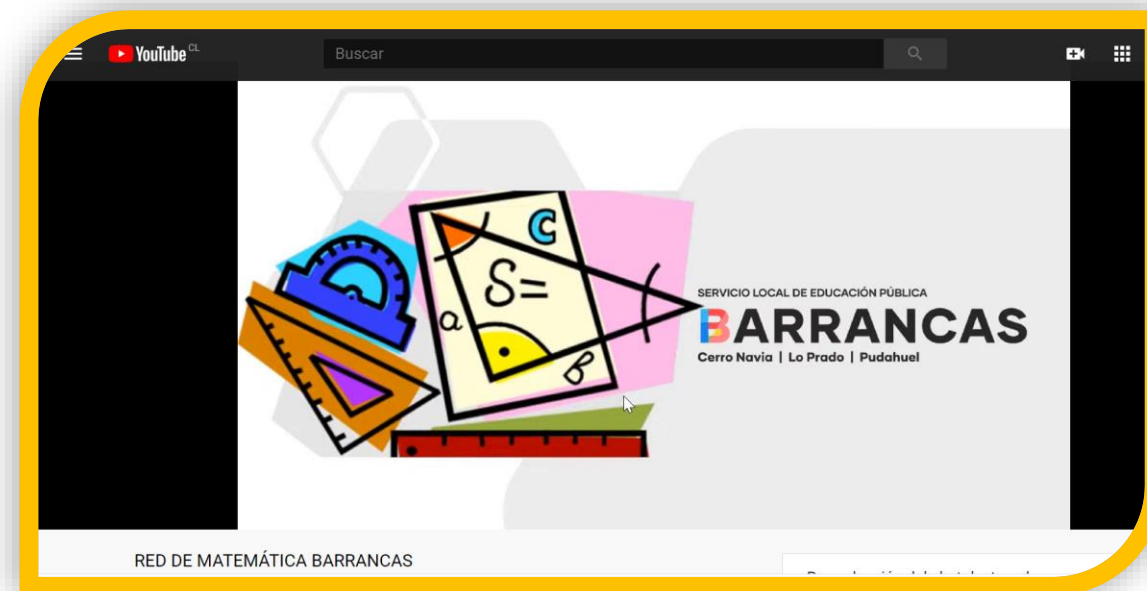 YouTube CL
Buscar
C
S=
a
B
SERVICIO LOCAL DE EDUCACIÓN PÚBLICA
BARRANCAS
Cerro Navia | Lo Prado | Pudahuel
RED DE MATEMÁTICA BARRANCAS